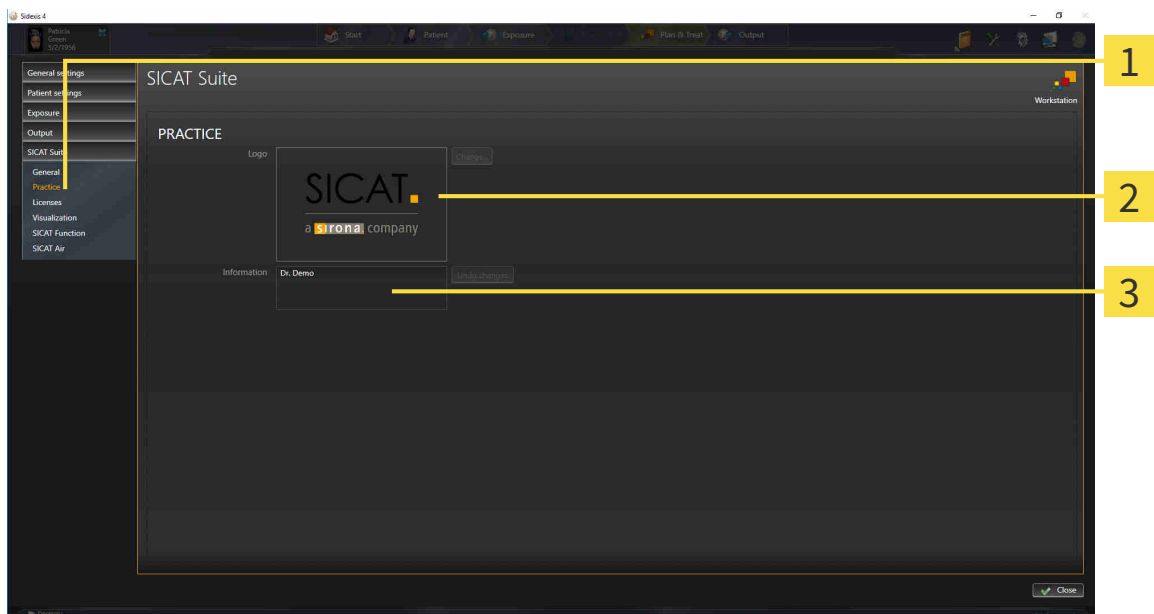 Sidexis 4
Patricia
Green
5/2/1956
Start
Patient
Exposure
Plan & Treat
Output
1
General settings
Patient settings
Exposure
Output
SICAT Suite
General
Practice
Licenses
Visualization
SICAT Function
SICAT Air
SICAT Suite
Workstation
PRACTICE
Logo
SICAT.
a sirona company
Change...
2
Information
Dr. Demo
Undo changes
3
Close